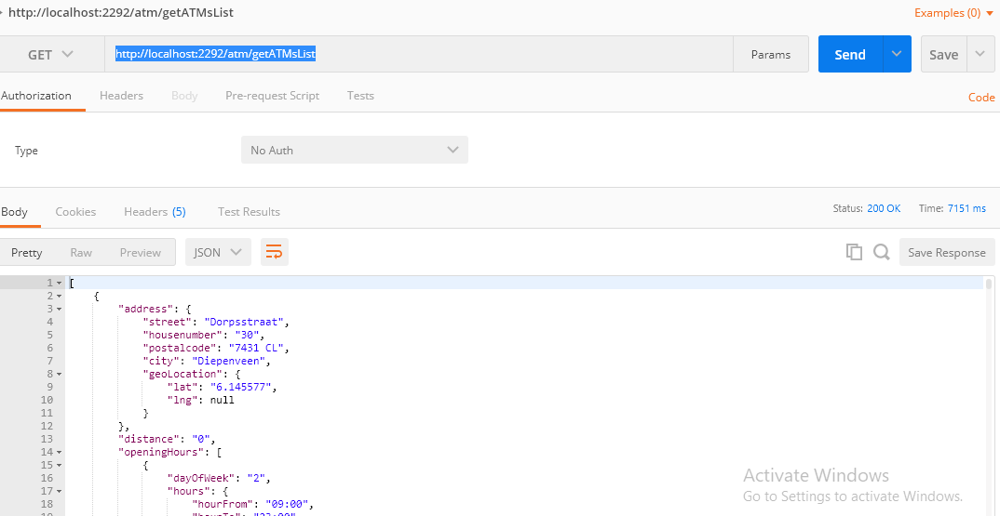 http://localhost:2292/atm/getATMsList
Examples (0)
GET http://localhost:2292/atm/getATMsList Params Send Save
Authorization Headers Body Pre-request Script Tests Code
Type No Auth
Body Cookies Headers (5) Test Results Status: 200 OK Time: 7151 ms
Pretty Raw Preview JSON Save Response
1 [
2 {
3 "address": {
4 "street": "Dorpsstraat",
5 "housenumber": "30",
6 "postalcode": "7431 CL",
7 "city": "Diepenveen",
8 "geoLocation": {
9 "lat": "6.145577",
10 "lng": null
11 }
12 },
13 "distance": "0",
14 "openingHours": [
15 {
16 "dayOfWeek": "2",
17 "hours": {
18 "hourFrom": "09:00",
Activate Windows
Go to Settings to activate Windows.